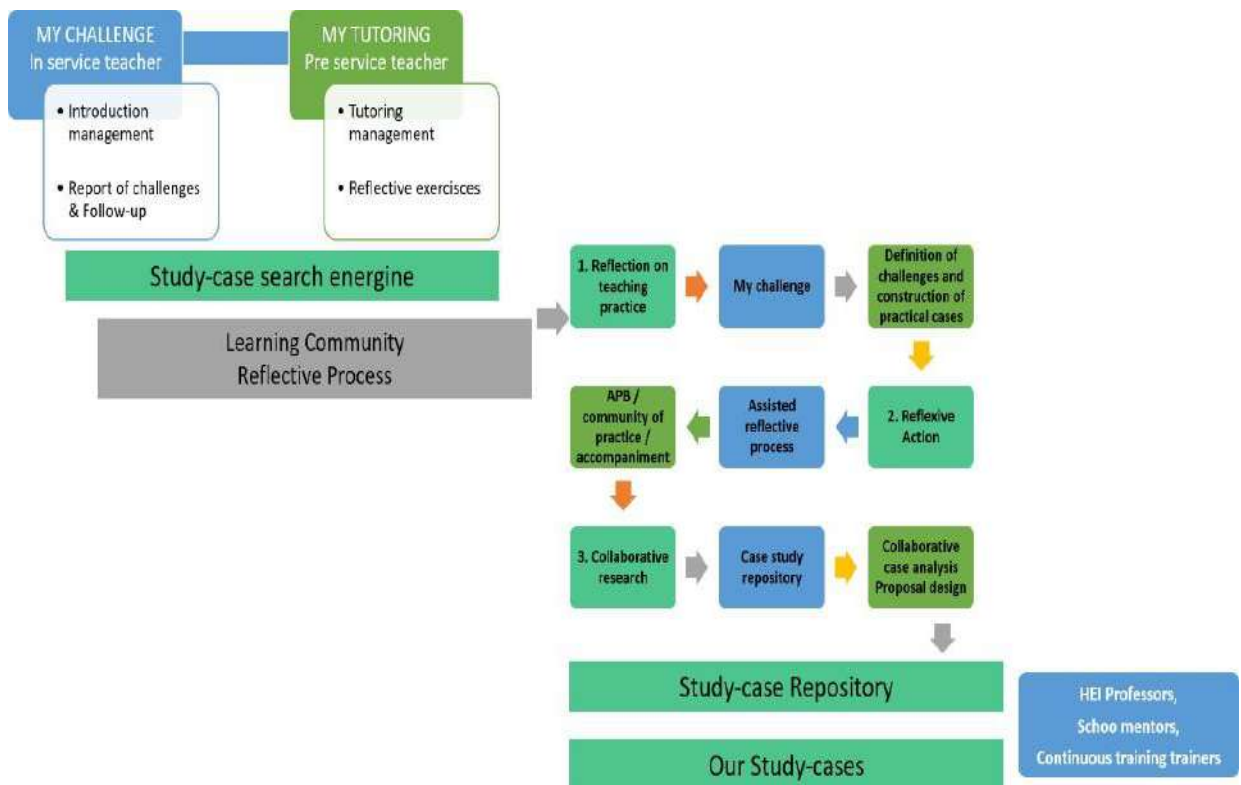 MY CHALLENGE
In service teacher
MY TUTORING
Pre service teacher
• Introduction
management
• Report of challenges
& Follow-up
• Tutoring
management
• Reflective exercisces
Study-case search energine
Learning Community
Reflective Process
1. Reflection on
teaching
practice
My challenge
Definition of
challenges and
construction of
practical cases
APB /
community of
practice /
accompaniment
Assisted
reflective
process
2. Reflexive
Action
3. Collaborative
research
Case study
repository
Collaborative
case analysis
Proposal design
Study-case Repository
Our Study-cases
HEI Professors,
Schoo mentors,
Continuous training trainers